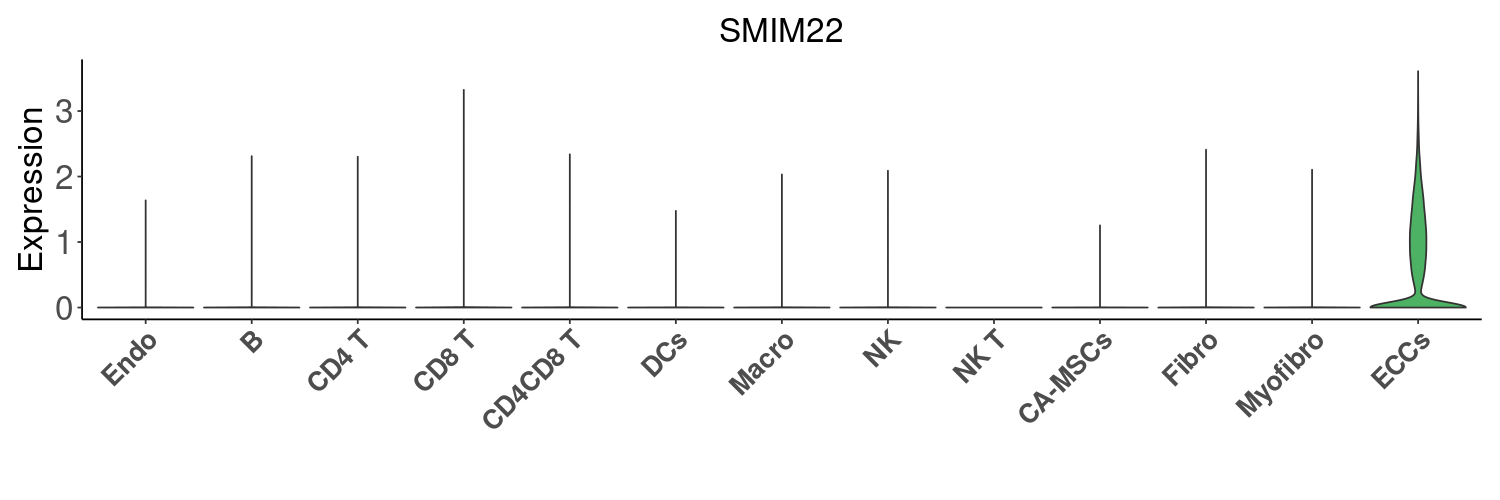 SMIM22
Expression
3
2
1
0
Endo
B
CD4 T
CD8 T
CD4CD8 T
DCs
Macro
NK
NK T
CA-MSCs
Fibro
Myofibro
ECCs